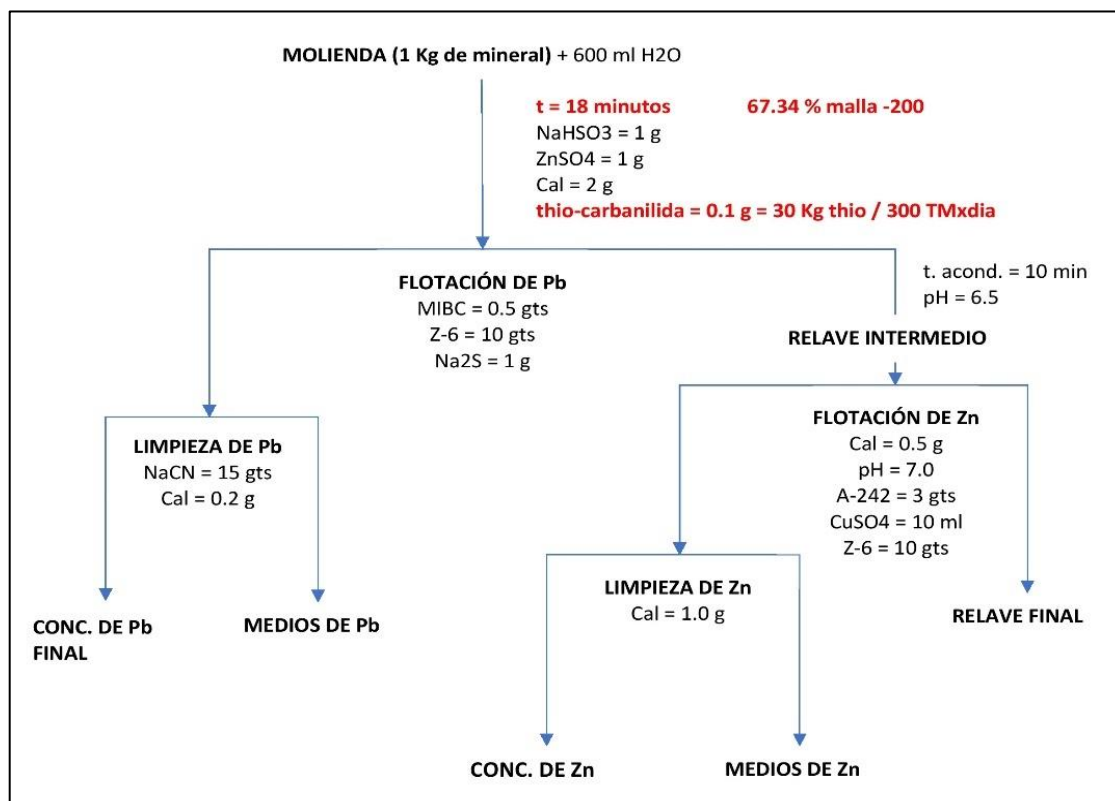 MOLIENDA (1 Kg de mineral) + 600 ml H2O
t = 18 minutos 67.34 % malla -200
NaHSO3 = 1 g
ZnSO4 = 1 g
Cal = 2 g
thio-carbanilida = 0.1 g = 30 Kg thio / 300 TMxdia
FLOTACIÓN DE Pb
MIBC = 0.5 gts
Z-6 = 10 gts
Na2S = 1 g
t. acond. = 10 min
pH = 6.5
RELAVE INTERMEDIO
LIMPIEZA DE Pb
NaCN = 15 gts
Cal = 0.2 g
FLOTACIÓN DE Zn
Cal = 0.5 g
pH = 7.0
A-242 = 3 gts
CuSO4 = 10 ml
Z-6 = 10 gts
CONC. DE Pb
FINAL
MEDIOS DE Pb
LIMPIEZA DE Zn
Cal = 1.0 g
RELAVE FINAL
CONC. DE Zn
MEDIOS DE Zn